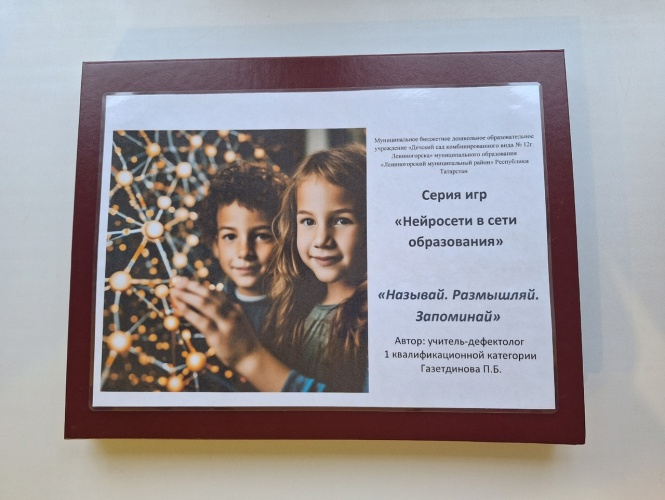 Муниципальное бюджетное дошкольное образовательное
учреждение «Детский сад комбинированного вида № 12г.
Лениногорска» муниципального образования
«Лениногорский муниципальный район» Республики
Татарстан
Серия игр
«Нейросети в сети
образования»
«Называй. Размышляй.
Запоминай»
Автор: учитель-дефектолог
1 квалификационной категории
Газетдинова П.Б.